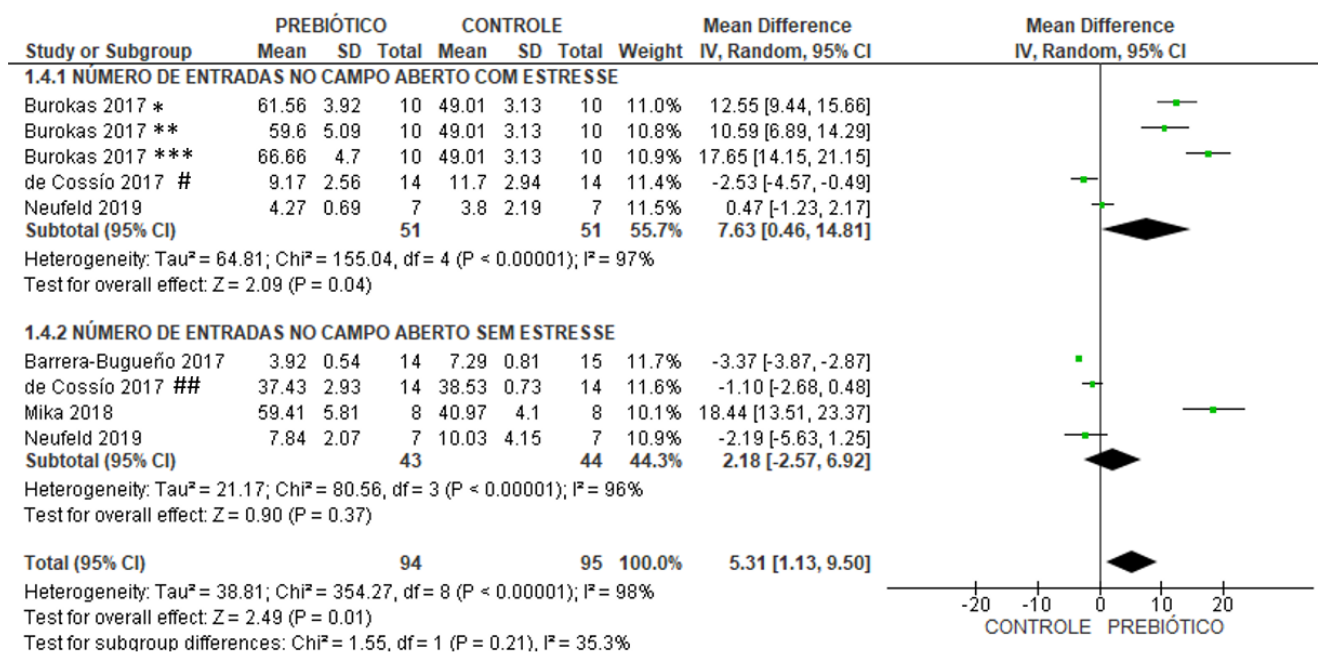 PREBIÓTICO CONTROLE Mean Difference Mean Difference
Study or Subgroup Mean SD Total Mean SD Total Weight IV, Random, 95% CI IV, Random, 95% CI
1.4.1 NÚMERO DE ENTRADAS NO CAMPO ABERTO COM ESTRESSE
Burokas 2017 * 61.56 3.92 10 49.01 3.13 10 11.0% 12.55 [9.44, 15.66]
Burokas 2017 ** 59.6 5.09 10 49.01 3.13 10 10.8% 10.59 [6.89, 14.29]
Burokas 2017 *** 66.66 4.7 10 49.01 3.13 10 10.9% 17.65 [14.15, 21.15]
de Cossío 2017 # 9.17 2.56 14 11.7 2.94 14 11.4% -2.53 [-4.57, -0.49]
Neufeld 2019 4.27 0.69 7 3.8 2.19 7 11.5% 0.47 [-1.23, 2.17]
Subtotal (95% CI) 51 51 55.7% 7.63 [0.46, 14.81]
Heterogeneity: Tau² = 64.81; Chi² = 155.04, df = 4 (P < 0.00001); I² = 97%
Test for overall effect: Z = 2.09 (P = 0.04)
1.4.2 NÚMERO DE ENTRADAS NO CAMPO ABERTO SEM ESTRESSE
Barrera-Bugueño 2017 3.92 0.54 14 7.29 0.81 15 11.7% -3.37 [-3.87, -2.87]
de Cossío 2017 ## 37.43 2.93 14 38.53 0.73 14 11.6% -1.10 [-2.68, 0.48]
Mika 2018 59.41 5.81 8 40.97 4.1 8 10.1% 18.44 [13.51, 23.37]
Neufeld 2019 7.84 2.07 7 10.03 4.15 7 10.9% -2.19 [-5.63, 1.25]
Subtotal (95% CI) 43 44 44.3% 2.18 [-2.57, 6.92]
Heterogeneity: Tau² = 21.17; Chi² = 80.56, df = 3 (P < 0.00001); I² = 96%
Test for overall effect: Z = 0.90 (P = 0.37)
Total (95% CI) 94 95 100.0% 5.31 [1.13, 9.50]
Heterogeneity: Tau² = 38.81; Chi² = 354.27, df = 8 (P < 0.00001); I² = 98%
Test for overall effect: Z = 2.49 (P = 0.01)
Test for subgroup differences: Chi² = 1.55, df = 1 (P = 0.21), I² = 35.3%
-20 -10 0 10 20
CONTROLE PREBIÓTICO